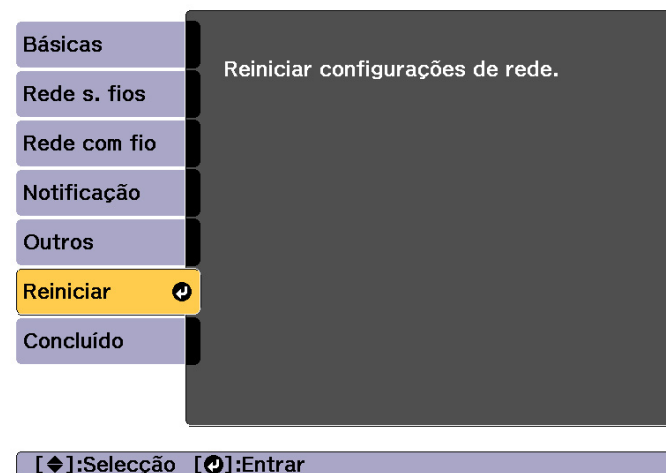 Básicas
Reiniciar configurações de rede.
Rede s. fios
Rede com fio
Notificação
Outros
Reiniciar
Concluído
[◆]:Selecção [⏎]:Entrar